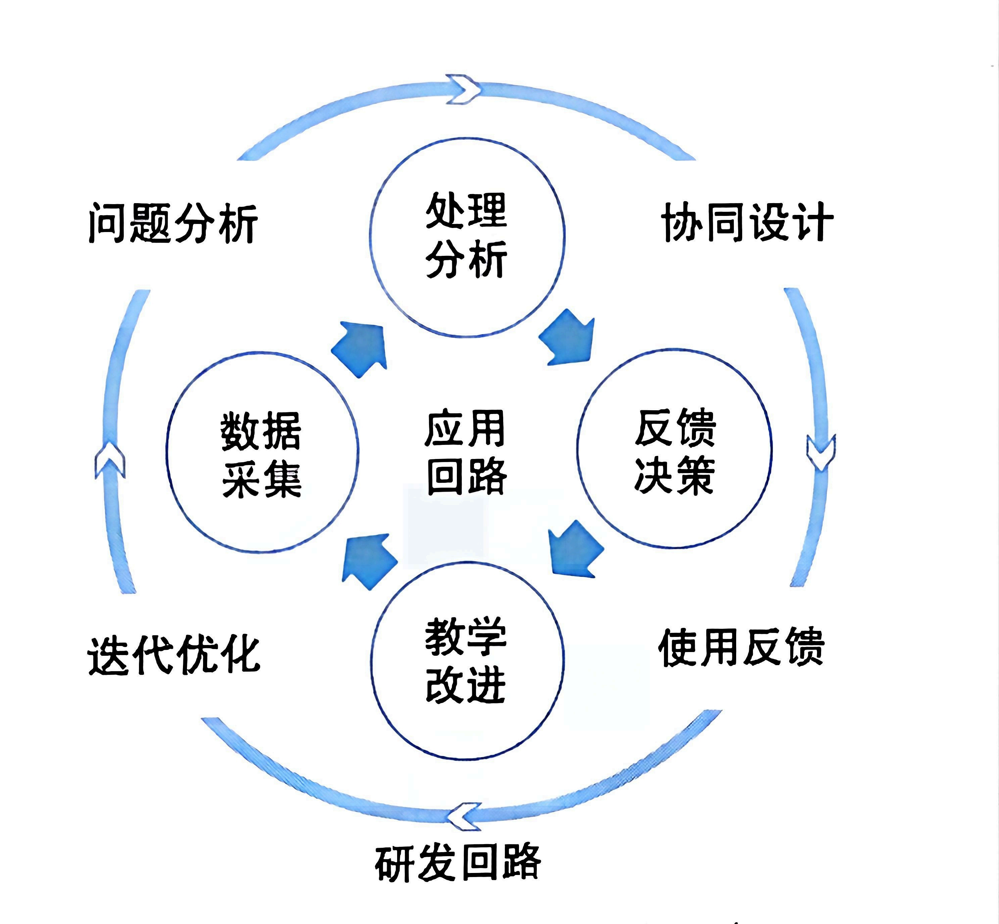 处理
分析
问题分析
协同设计
数据
采集
应用
回路
反馈
决策
教学
改进
迭代优化
使用反馈
研发回路